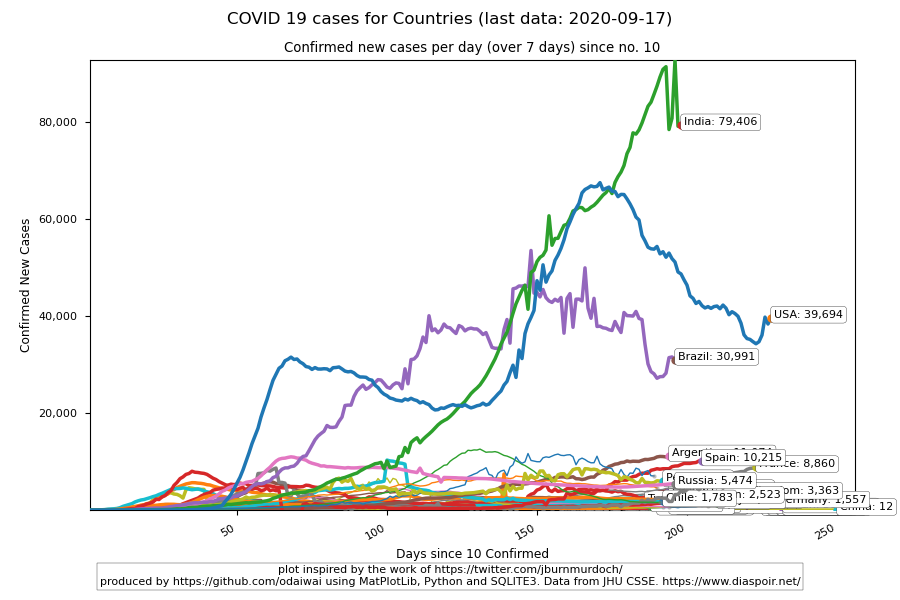 COVID 19 cases for Countries (last data: 2020-09-17)
Confirmed new cases per day (over 7 days) since no. 10
Confirmed New Cases
80,000
60,000
40,000
20,000
India: 79,406
USA: 39,694
Brazil: 30,991
Spain: 10,215
8,860
Russia: 5,474
3,363
2,523
1,783
1,557
China: 12
50
100
150
200
250
Days since 10 Confirmed
plot inspired by the work of https://twitter.com/jburnmurdoch/
produced by https://github.com/odaiwai using MatPlotLib, Python and SQLITE3. Data from JHU CSSE. https://www.diaspoir.net/